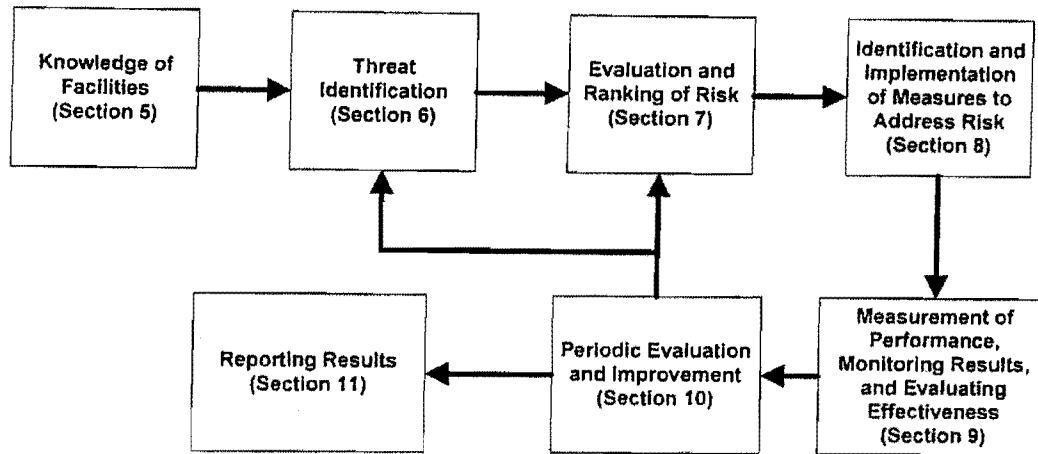 Knowledge of
Facilities
(Section 5)
Threat
Identification
(Section 6)
Evaluation and
Ranking of Risk
(Section 7)
Identification and
Implementation
of Measures to
Address Risk
(Section 8)
Measurement of
Performance,
Monitoring Results,
and Evaluating
Effectiveness
(Section 9)
Periodic Evaluation
and Improvement
(Section 10)
Reporting Results
(Section 11)